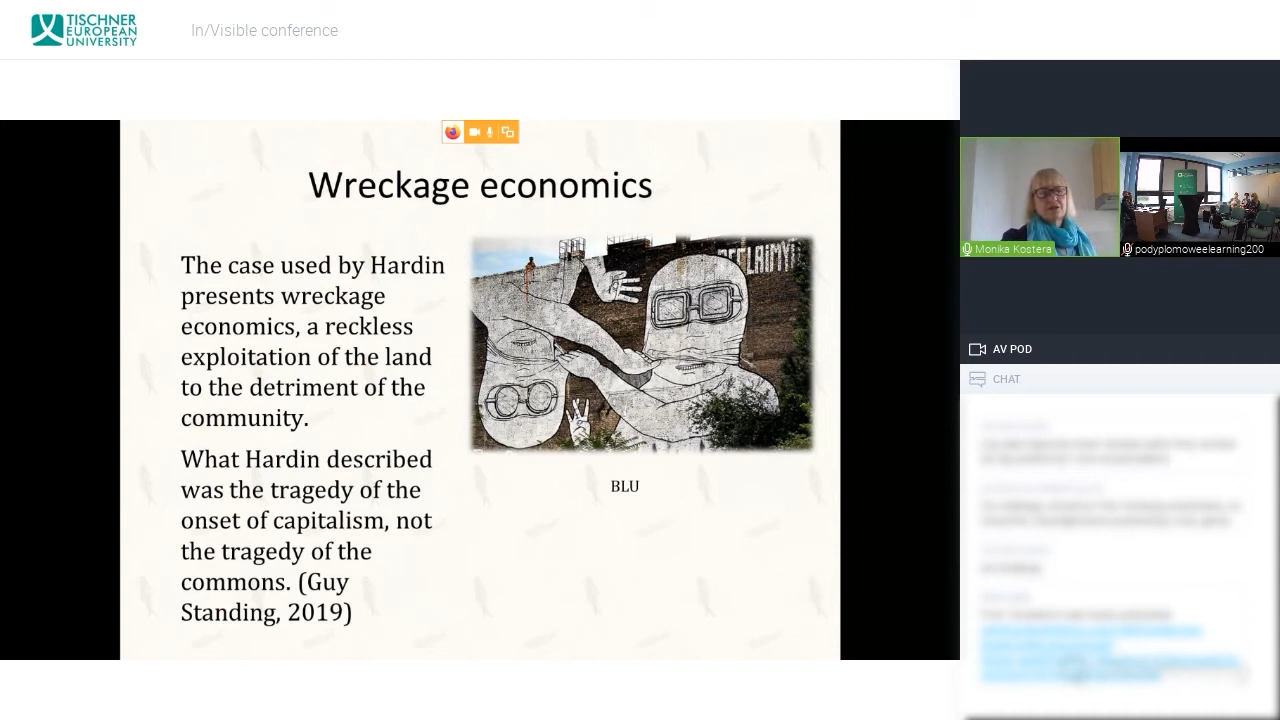 TISCHNER
EUROPEAN
UNIVERSITY
In/Visible conference
Wreckage economics
The case used by Hardin
presents wreckage
economics, a reckless
exploitation of the land
to the detriment of the
community.
What Hardin described
was the tragedy of the
onset of capitalism, not
the tragedy of the
commons. (Guy
Standing, 2019)
RECLAIM YO
BLU
Monika Kostera
podyplomoweelearning200
AV POD
CHAT